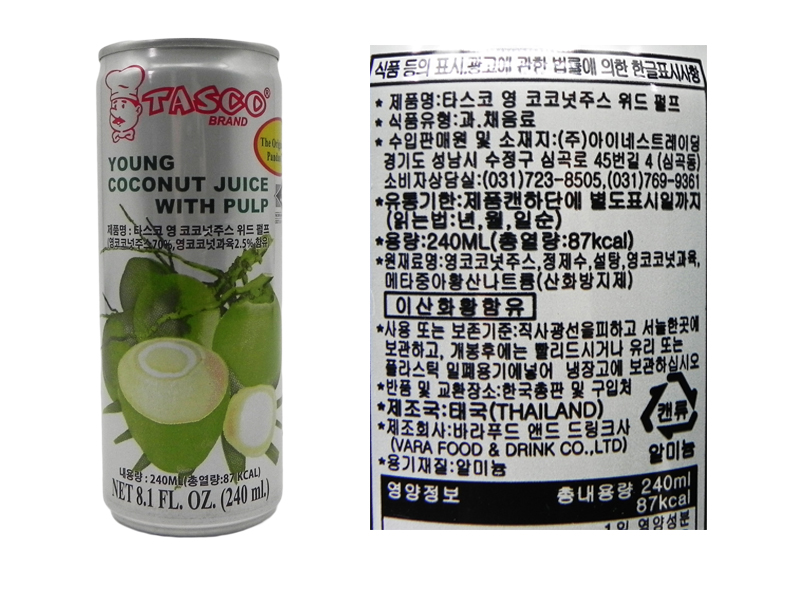 TASCO®
BRAND
The Orig
Panda
YOUNG
COCONUT JUICE
WITH PULP
제품명 : 타스코 영 코코넛주스 위드 펄프
(영코코넛주스70%,영코코넛과육2.5% 함유)
내용량 : 240ML(총열량:87KCAL)
NET 8.1 FL. OZ. (240 ml.)
식품 등의 표시.광고에 관한 법률에 의한 한글표시사항
* 제품명:타스코 영 코코넛주스 위드 펄프
* 식품유형:과.채음료
* 수입판매원 및 소재지:(주)아이네스트레이딩
경기도 성남시 수정구 심곡로 45번길 4 (심곡동)
소비자상담실:(031)723-8505,(031)769-9361
*유통기한:제품캔하단에 별도표시일까지
(읽는법:년,월,일순)
*용량:240ML(총열량:87kcal)
*원재료명:영코코넛주스,정제수,설탕,영코코넛과육,
메타중아황산나트륨(산화방지제)
이산화황함유
*사용 또는 보존기준:직사광선을피하고 서늘한곳에
보관하고, 개봉후에는 빨리드시거나 유리 또는
플라스틱 밀폐용기에넣어 냉장고에 보관하십시오
*반품 및 교환장소:한국총판 및 구입처
*제조국:태국(THAILAND)
*제조회사:바라푸드 앤드 드링크사
(VARA FOOD & DRINK CO.,LTD)
*용기재질:알미늄
캔류
알미늄
영양정보
총내용량 240ml
87kcal
1일 영양성분